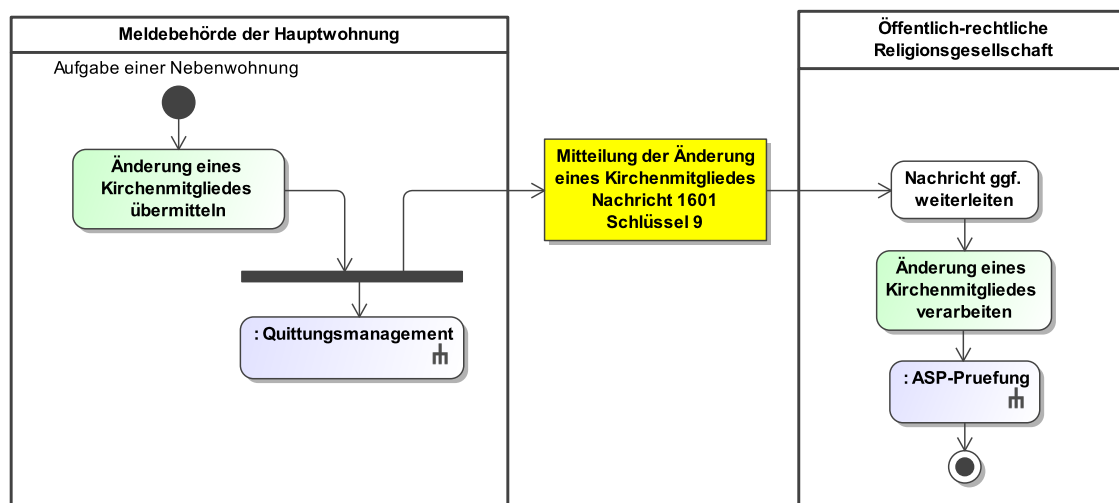 Meldebehörde der Hauptwohnung
Aufgabe einer Nebenwohnung
Änderung eines
Kirchenmitgliedes
übermitteln
: Quittungsmanagement
Mitteilung der Änderung
eines Kirchenmitgliedes
Nachricht 1601
Schlüssel 9
Öffentlich-rechtliche
Religionsgesellschaft
Nachricht ggf.
weiterleiten
Änderung eines
Kirchenmitgliedes
verarbeiten
: ASP-Pruefung